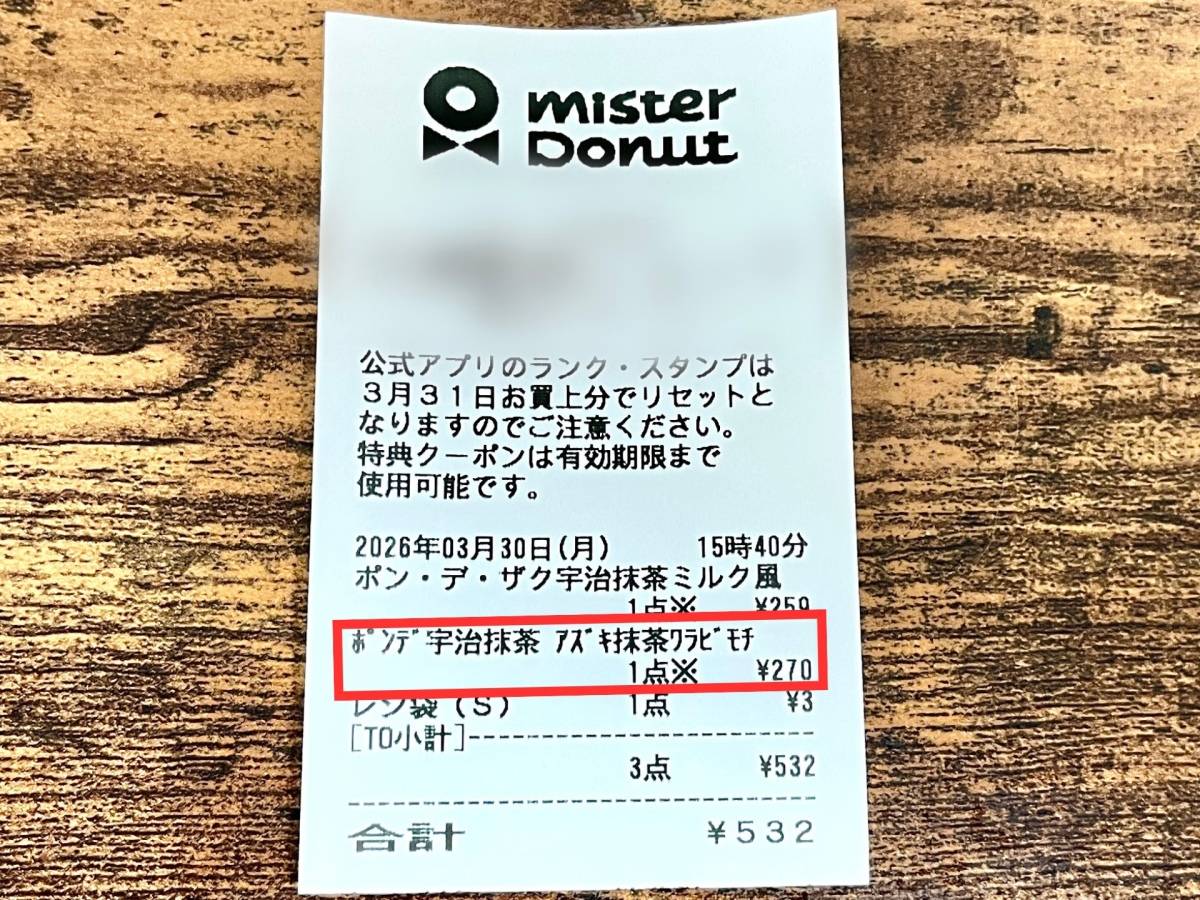 mister
Donut
公式アプリのランク・スタンプは
３月３１日お買上分でリセットと
なりますのでご注意ください。
特典クーポンは有効期限まで
使用可能です。
2026年03月30日(月) 15時40分
ポン・デ・ザク宇治抹茶ミルク風
1点※ ¥259
ﾎﾟﾝﾃﾞ宇治抹茶 ｱｽﾞｷ抹茶ﾜﾗﾋﾞﾓﾁ
1点※ ¥270
レジ袋（Ｓ） 1点 ¥3
[TO小計]------------------------
3点 ¥532
--------------------------------
合計 ￥５３２